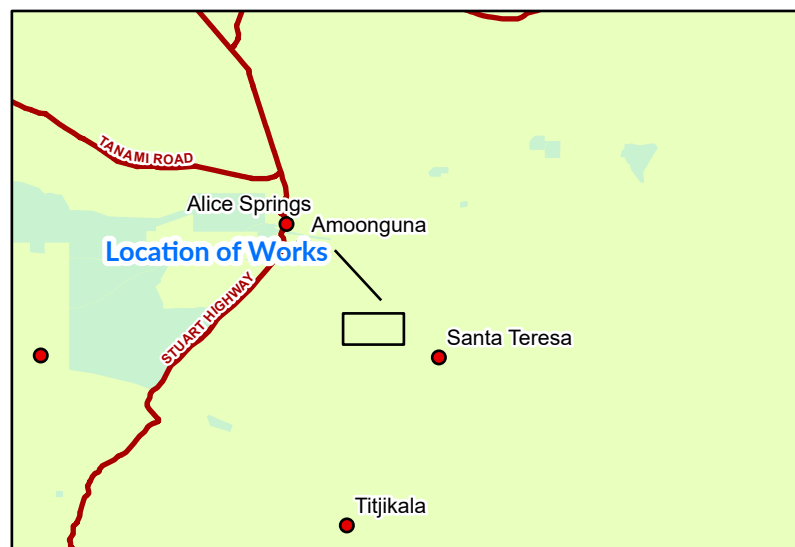 TANAMI ROAD
Alice Springs
Amoonguna
Location of Works
STUART HIGHWAY
Santa Teresa
Titjikala